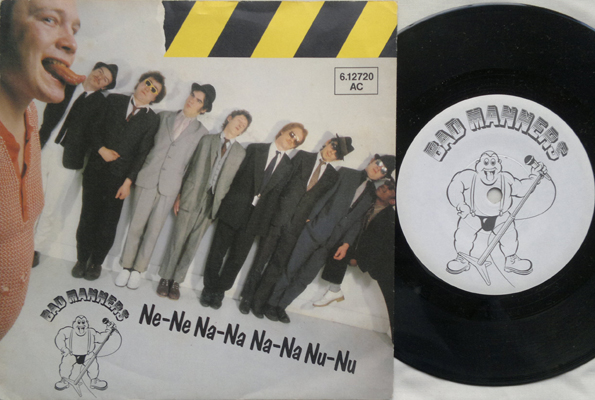 6.12720
AC
BAD MANNERS
Ne-Ne Na-Na Na-Na Nu-Nu
BAD MANNERS